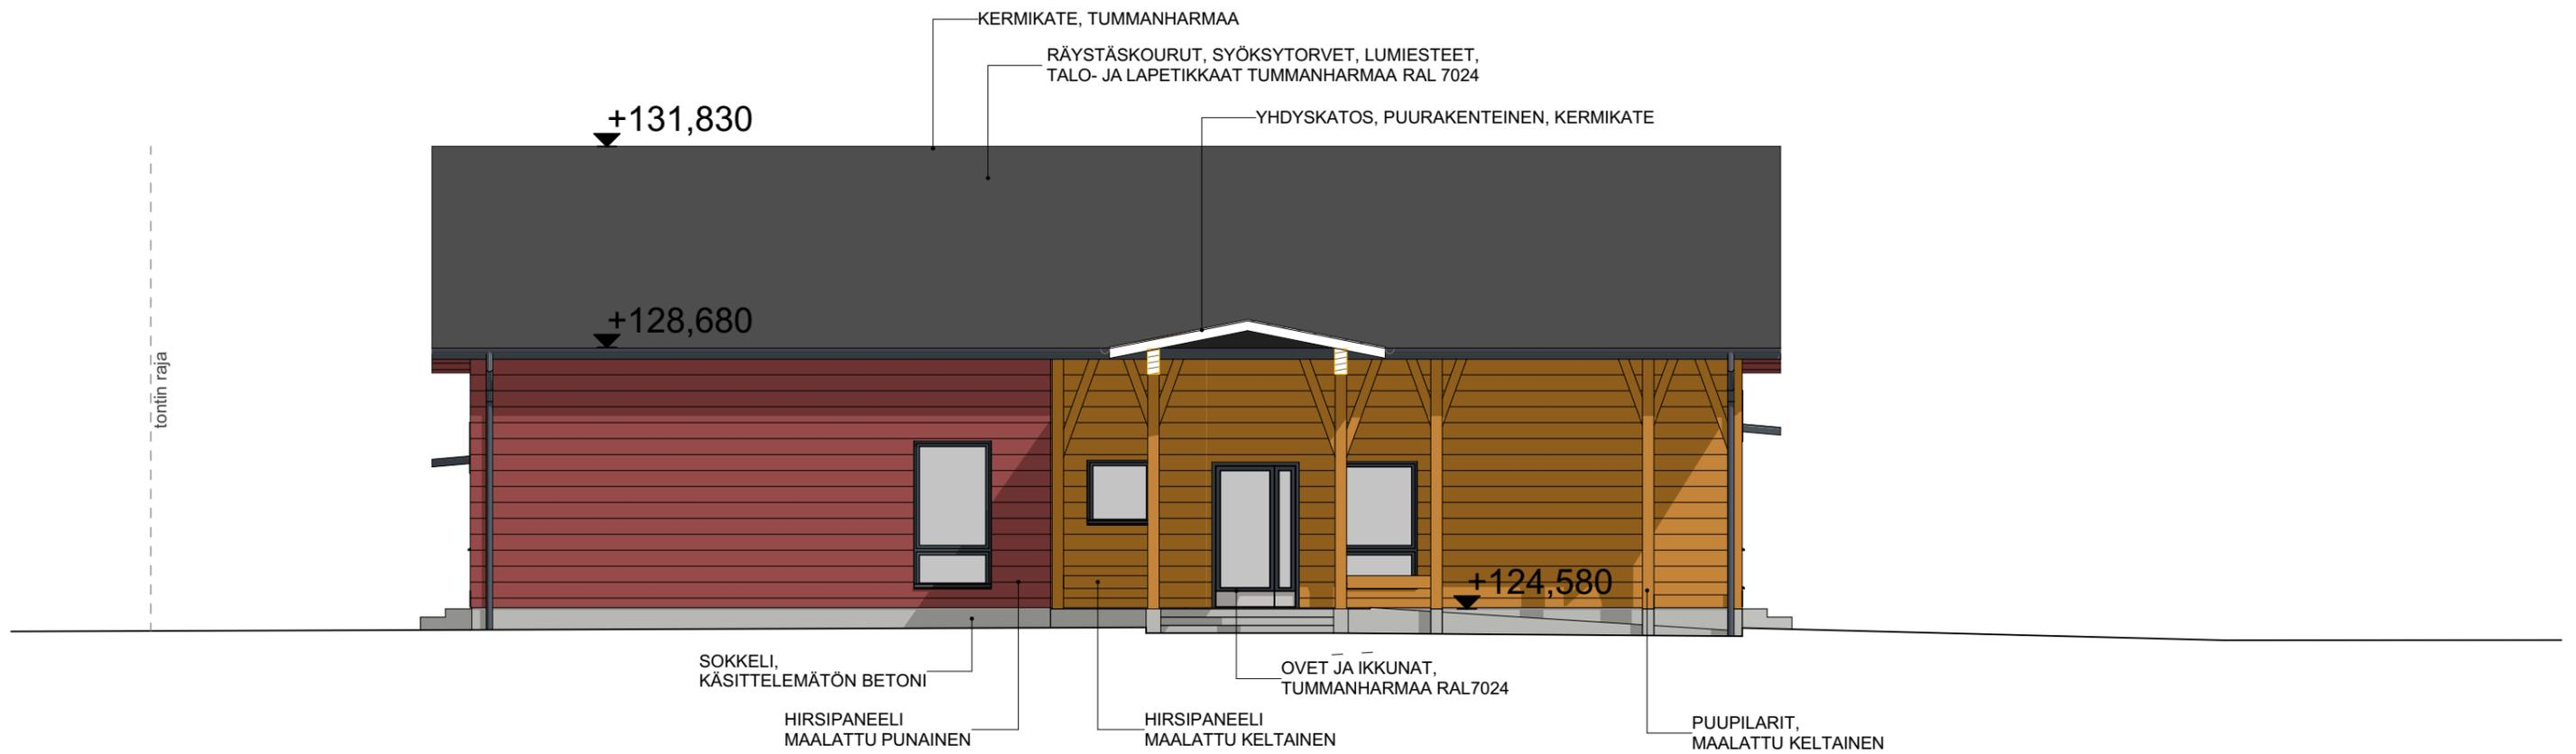 KERMIKATE, TUMMANHARMAA
RÄYSTÄSKOURUT, SYÖKSYTORVET, LUMIESTEET,
TALO- JA LAPETIKKAAT TUMMANHARMAA RAL 7024
+131,830
YHDYSKATOS, PUURAKENTEINEN, KERMIKATE
+128,680
tontin raja
+124,580
SOKKELI,
KÄSITTELEMÄTÖN BETONI
OVET JA IKKUNAT,
TUMMANHARMAA RAL7024
HIRSIPANEELI
MAALATTU PUNAINEN
HIRSIPANEELI
MAALATTU KELTAINEN
PUUPILARIT,
MAALATTU KELTAINEN